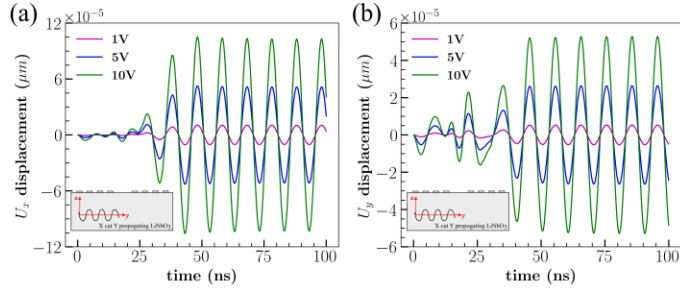 (a)
×10⁻⁵
12
6
0
−6
−12
Uₓ displacement (μm)
1V
5V
10V
x
y
X cut Y propagating LiNbO₃
0 25 50 75 100
time (ns)
(b)
×10⁻⁵
6
4
2
0
−2
−4
−6
U_y displacement (μm)
1V
5V
10V
x
y
X cut Y propagating LiNbO₃
0 25 50 75 100
time (ns)